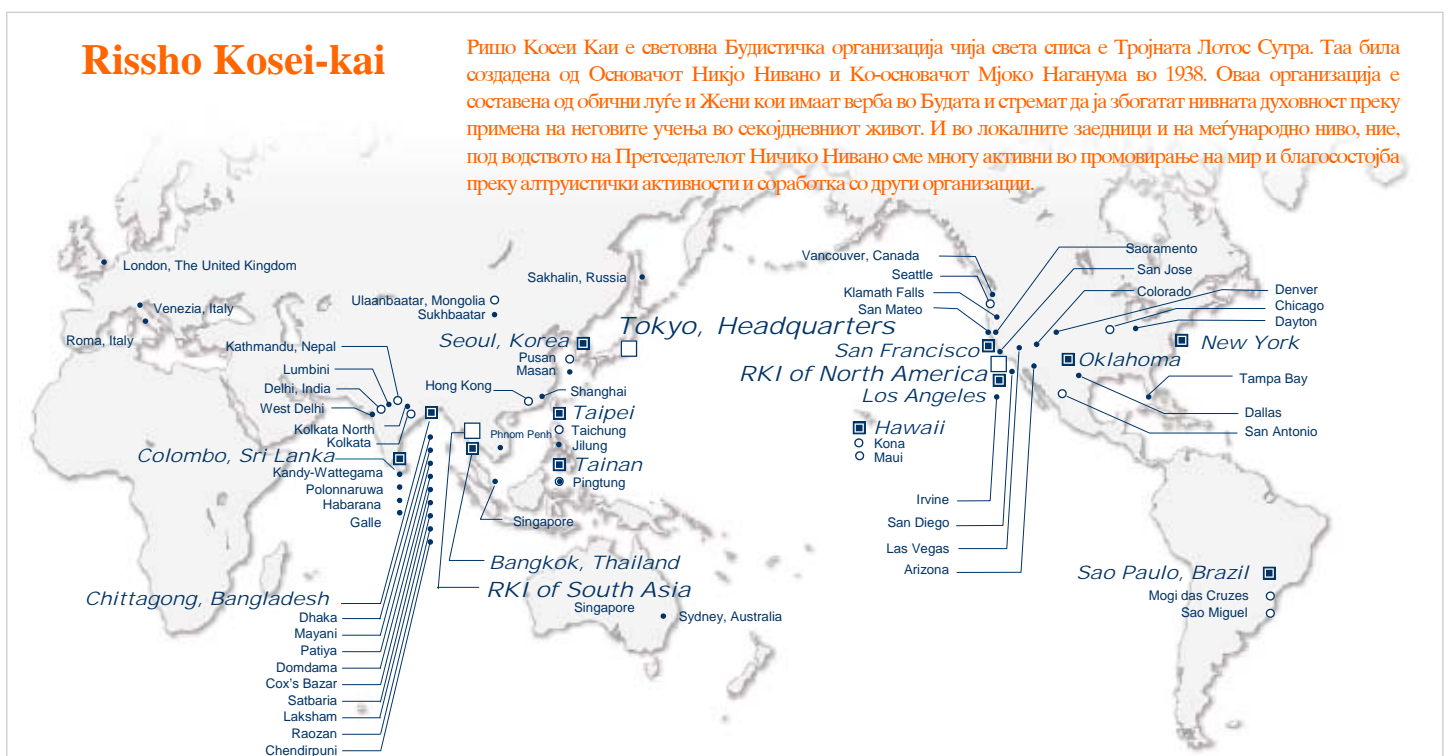 Rissho Kosei-kai
Ришо Косеи Каи е световна Будистичка организација чија света списа е Тројната Лотос Сутра. Таа била
создадена од Основачот Никјо Нивано и Ко-основачот Мјоко Наганума во 1938. Оваа организација е
составена од обични луѓе и Жени кои имаат верба во Будата и стремат да ја збогатат нивната духовност преку
примена на неговите учења во секојдневниот живот. И во локалните заедници и на меѓународно ниво, ние,
под водството на Претседателот Ничико Нивано сме многу активни во промовирање на мир и благосостојба
преку алтруистички активности и соработка со други организации.
London, The United Kingdom
Venezia, Italy
Roma, Italy
Sakhalin, Russia
Ulaanbaatar, Mongolia
Sukhbaatar
Tokyo, Headquarters
Seoul, Korea
Pusan
Masan
Kathmandu, Nepal
Lumbini
Delhi, India
West Delhi
Kolkata North
Kolkata
Hong Kong
Shanghai
Taipei
Taichung
Jilung
Tainan
Pingtung
Phnom Penh
Colombo, Sri Lanka
Kandy-Wattegama
Polonnaruwa
Habarana
Galle
Singapore
Bangkok, Thailand
RKI of South Asia
Singapore
Sydney, Australia
Chittagong, Bangladesh
Dhaka
Mayani
Patiya
Domdama
Cox's Bazar
Satbaria
Laksham
Raozan
Chendirpuni
Vancouver, Canada
Seattle
Klamath Falls
San Mateo
San Francisco
RKI of North America
Los Angeles
Sacramento
San Jose
Colorado
Denver
Chicago
Dayton
New York
Oklahoma
Tampa Bay
Dallas
San Antonio
Hawaii
Kona
Maui
Irvine
San Diego
Las Vegas
Arizona
Sao Paulo, Brazil
Mogi das Cruzes
Sao Miguel